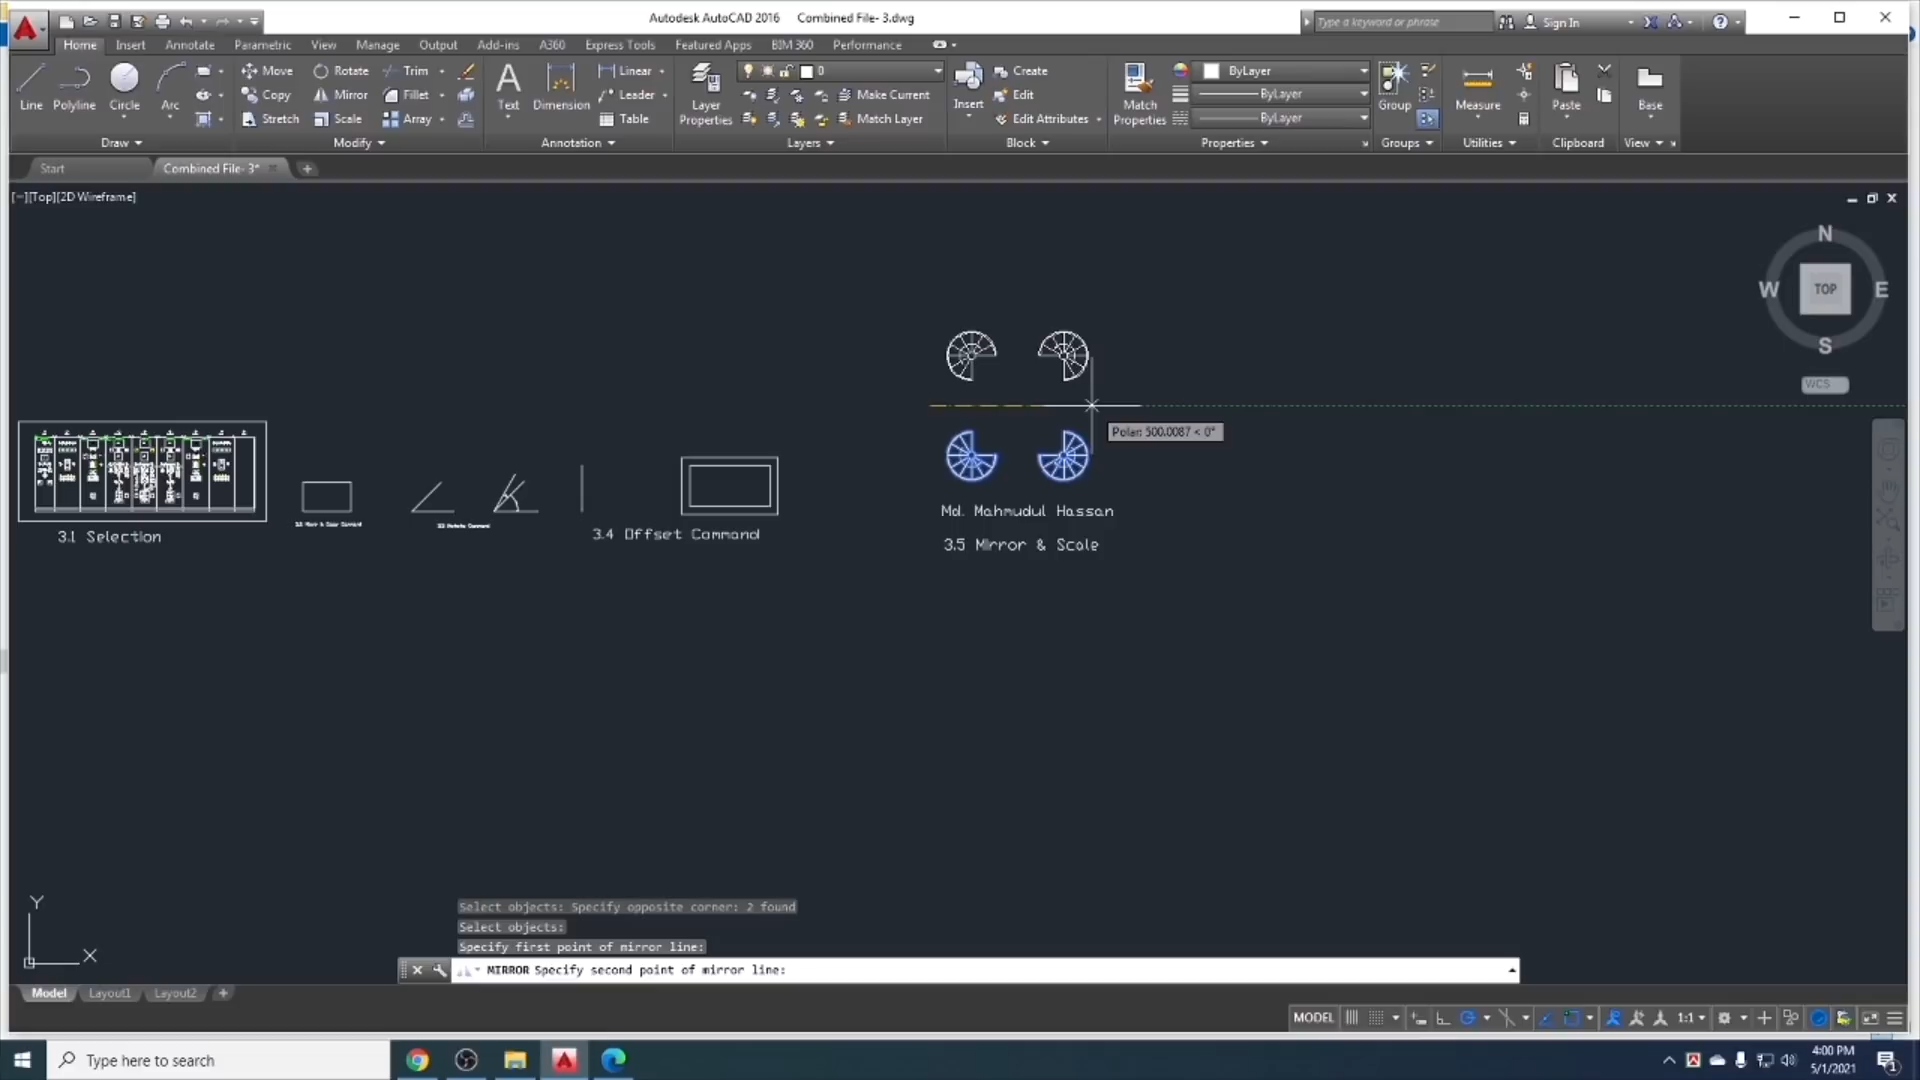 Autodesk AutoCAD 2016 Combined File- 3.dwg
Type a keyword or phrase
Sign In
Home Insert Annotate Parametric View Manage Output Add-ins A360 Express Tools Featured Apps BIM 360 Performance
Line Polyline Circle Arc
Move Rotate Trim
Copy Mirror Fillet
Stretch Scale Array
Text Dimension
Linear
Leader
Table
Layer Properties
0
Make Current
Match Layer
Insert
Create
Edit
Edit Attributes
Match Properties
ByLayer
ByLayer
ByLayer
Group
Measure
Paste
Base
Draw Modify Annotation Layers Block Properties Groups Utilities Clipboard View
Start Combined File- 3*
[−][Top][2D Wireframe]
N
W TOP E
S
WCS
Polar: 500.0087 < 0°
3.1 Selection
3.4 Offset Command
Md. Mahmudul Hassan
3.5 Mirror & Scale
Y
X
Select objects: Specify opposite corner: 2 found
Select objects:
Specify first point of mirror line:
MIRROR Specify second point of mirror line:
Model Layout1 Layout2
MODEL 1:1
Type here to search
4:00 PM
5/1/2021
1